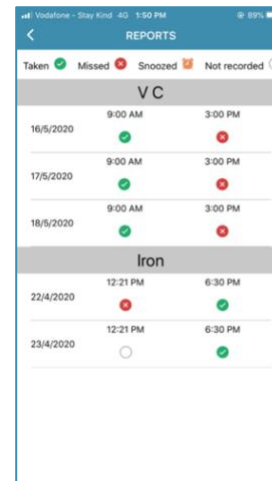 Vodafone - Stay Kind 4G 1:50 PM 89%
REPORTS
Taken Missed Snoozed Not recorded
V C
9:00 AM 3:00 PM
16/5/2020
9:00 AM 3:00 PM
17/5/2020
9:00 AM 3:00 PM
18/5/2020
Iron
12:21 PM 6:30 PM
22/4/2020
12:21 PM 6:30 PM
23/4/2020